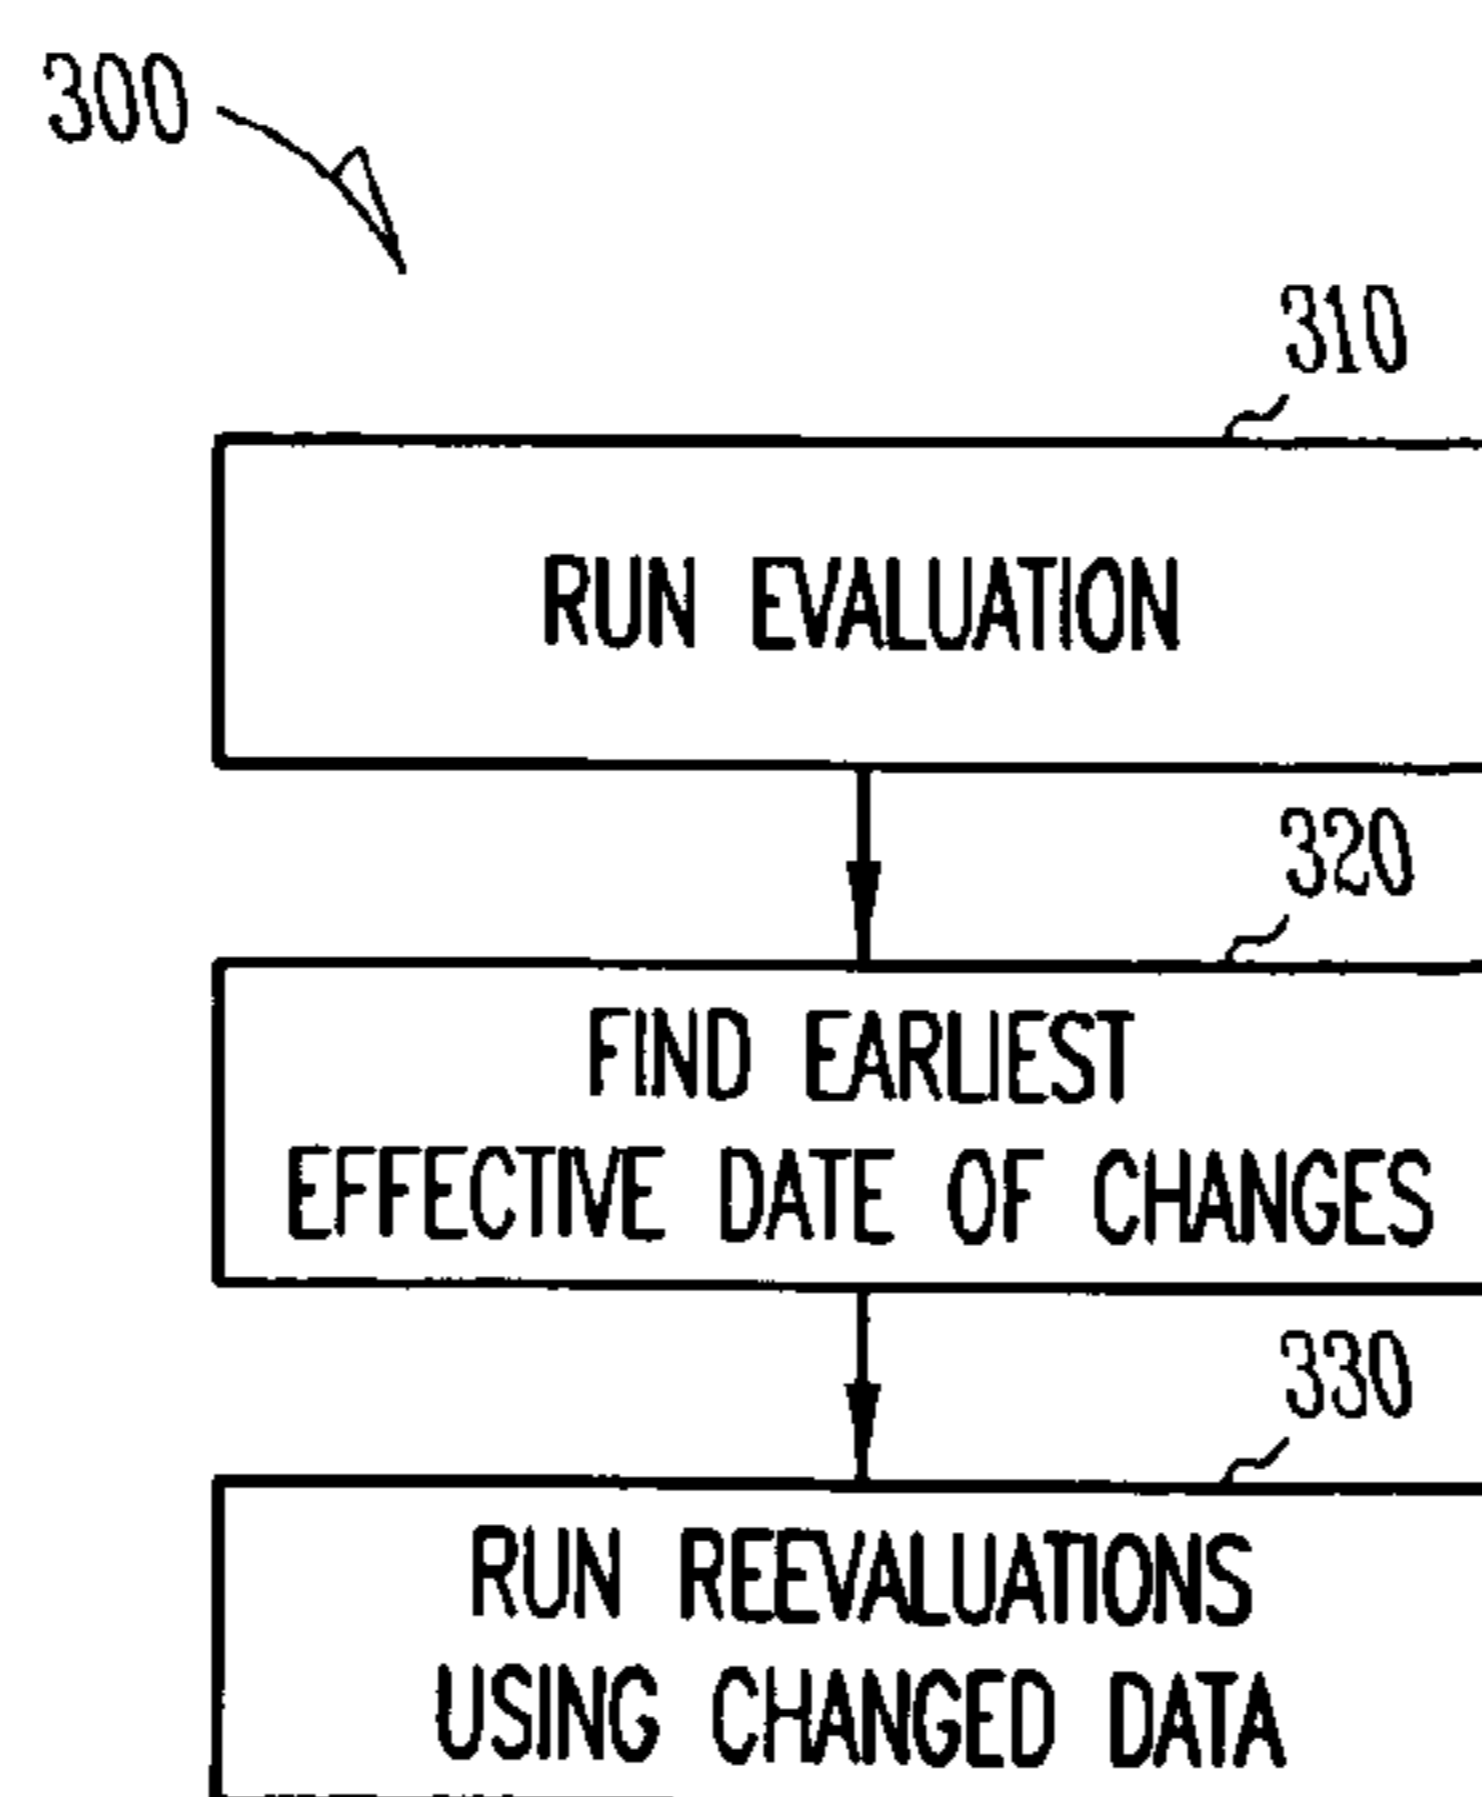 300
310
RUN EVALUATION
320
FIND EARLIEST
EFFECTIVE DATE OF CHANGES
330
RUN REEVALUATIONS
USING CHANGED DATA